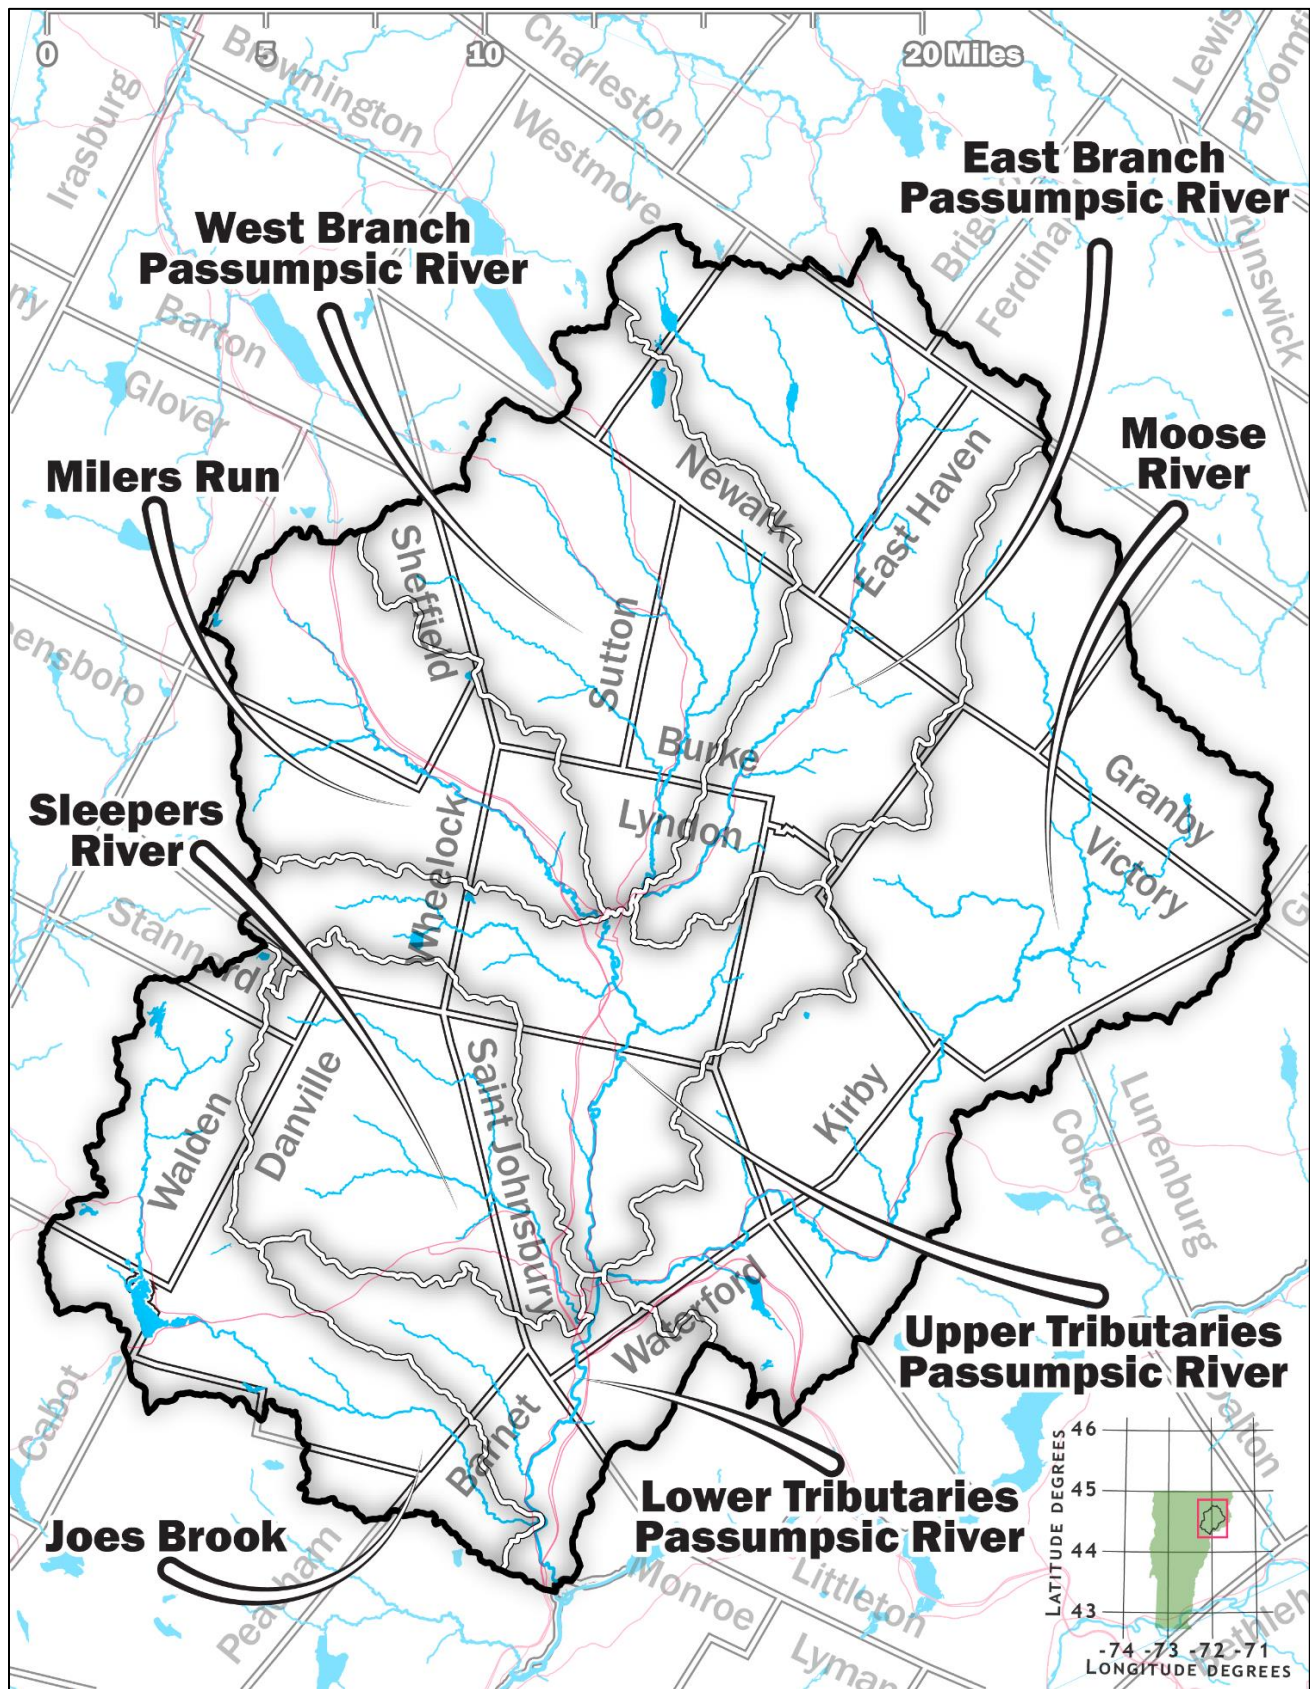 0
5
10
20 Miles
Irasburg
Brownington
Charleston
Westmore
Lewis
East Branch
Passumpsic River
West Branch
Passumpsic River
Barton
Glover
Milers Run
Moose
River
Newark
East Haven
Sheffield
Sutton
Burke
Lyndon
Granby
Victory
Sleepers
River
Wheelock
Stannard
Walden
Danville
Saint Johnsbury
Kirby
Concord
Lunenburg
Waterford
Upper Tributaries
Passumpsic River
Cabot
Barnet
Lower Tributaries
Passumpsic River
Joes Brook
Monroe
Littleton
Lyman
LATITUDE DEGREES
46
45
44
43
-74 -73 -72 -71
LONGITUDE DEGREES